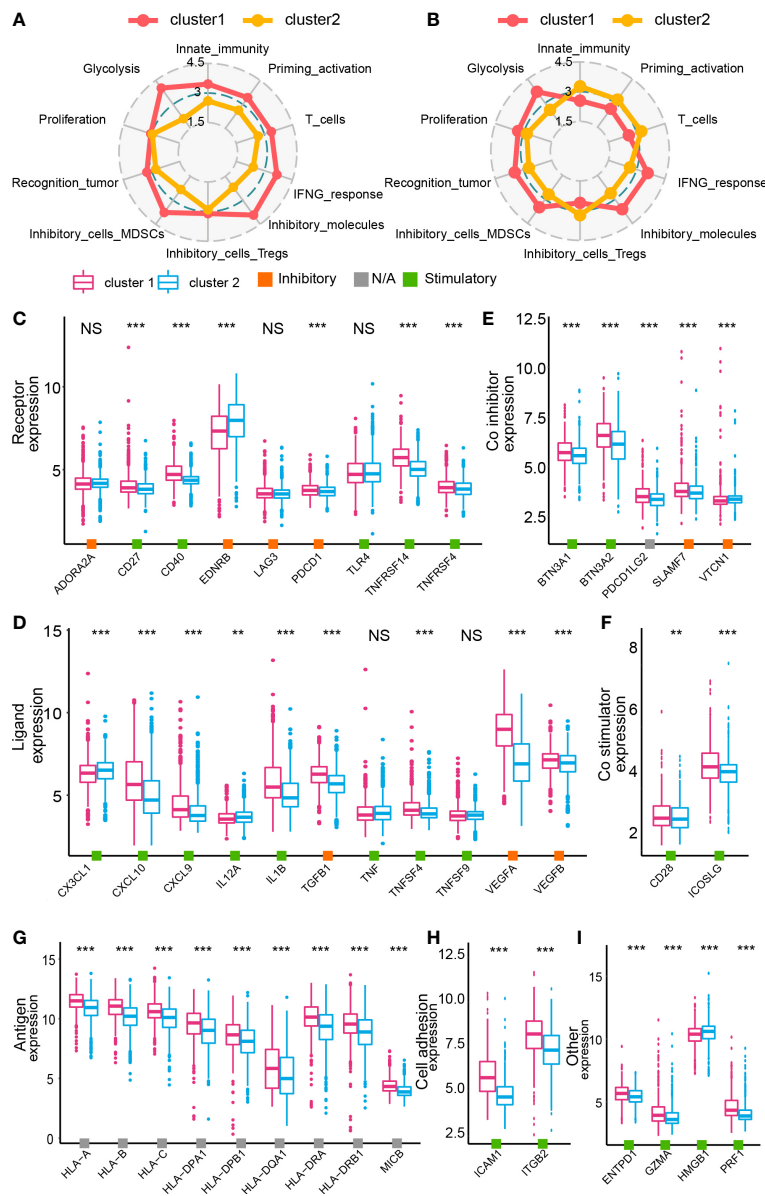 A
cluster1 cluster2
Innate_immunity
4.5
3
1.5
Glycolysis
Priming_activation
Proliferation
T_cells
Recognition_tumor
IFNG_response
Inhibitory_cells_MDSCs
Inhibitory_molecules
Inhibitory_cells_Tregs
B
cluster1 cluster2
Innate_immunity
4.5
3
1.5
Glycolysis
Priming_activation
Proliferation
T_cells
Recognition_tumor
IFNG_response
Inhibitory_cells_MDSCs
Inhibitory_molecules
Inhibitory_cells_Tregs
cluster 1 cluster 2 Inhibitory N/A Stimulatory
C
NS *** *** *** NS *** NS *** ***
Receptor
expression
10
5
ADORA2A CD27 CD40 EDNRB LAG3 PDCD1 TLR4 TNFRSF14 TNFRSF4
E
*** *** *** *** ***
Co inhibitor
expression
12.5
10.0
7.5
5.0
2.5
BTN3A1 BTN3A2 PDCD1LG2 SLAMF7 VTCN1
D
*** *** *** ** *** *** NS *** NS *** ***
Ligand
expression
15
10
5
CX3CL1 CXCL10 CXCL9 IL12A IL1B TGFB1 TNF TNFSF4 TNFSF9 VEGFA VEGFB
F
** ***
Co stimulator
expression
8
6
4
2
CD28 ICOSLG
G
*** *** *** *** *** *** *** *** ***
Antigen
expression
15
10
5
0
HLA-A HLA-B HLA-C HLA-DPA1 HLA-DPB1 HLA-DQA1 HLA-DRA HLA-DRB1 MICB
H
*** ***
Cell adhesion
expression
12.5
10.0
7.5
5.0
2.5
ICAM1 ITGB2
I
*** *** *** ***
Other
expression
15
10
5
ENTPD1 GZMA HMGB1 PRF1